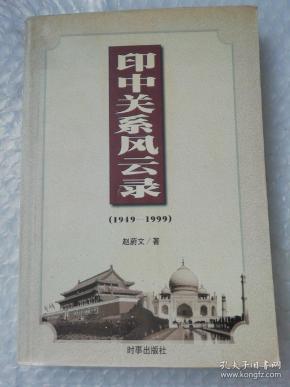 印中关系风云录
(1949—1999)
赵蔚文/著
时事出版社
孔夫子旧书网
book.kongfz.com